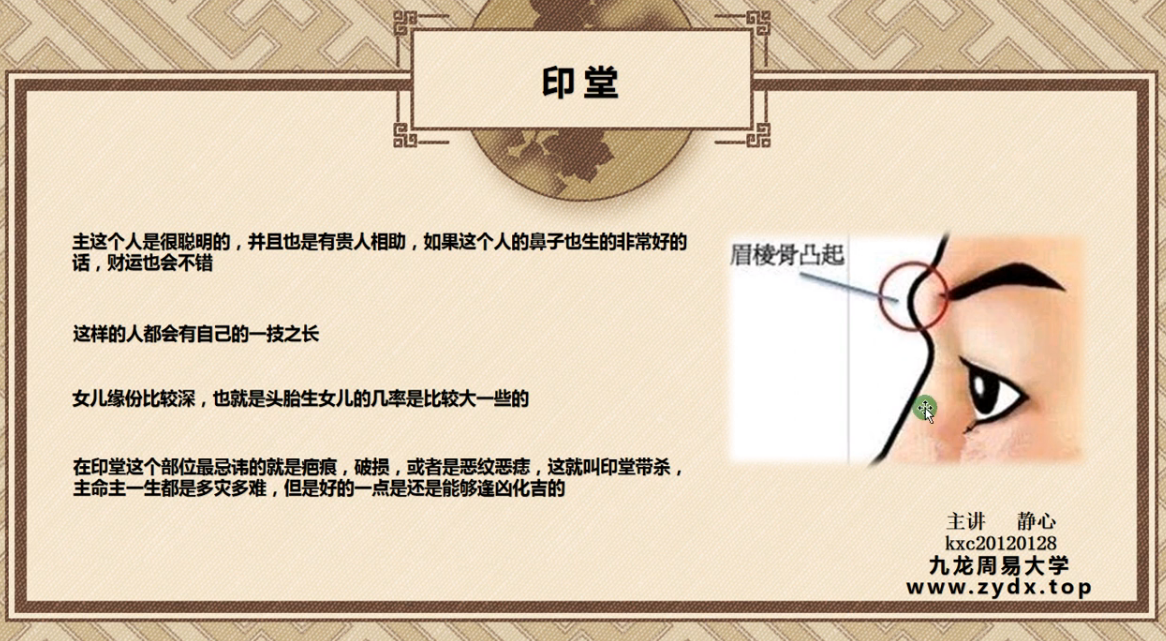 印堂
主这个人是很聪明的，并且也是有贵人相助，如果这个人的鼻子也生的非常好的
话，财运也会不错
这样的人都会有自己的一技之长
女儿缘份比较深，也就是头胎生女儿的几率是比较大一些的
在印堂这个部位最忌讳的就是疤痕，破损，或者是恶纹恶痣，这就叫印堂带杀，
主命主一生都是多灾多难，但是好的一点是还是能够逢凶化吉的
眉棱骨凸起
主讲 静心
kxc20120128
九龙周易大学
www.zydx.top